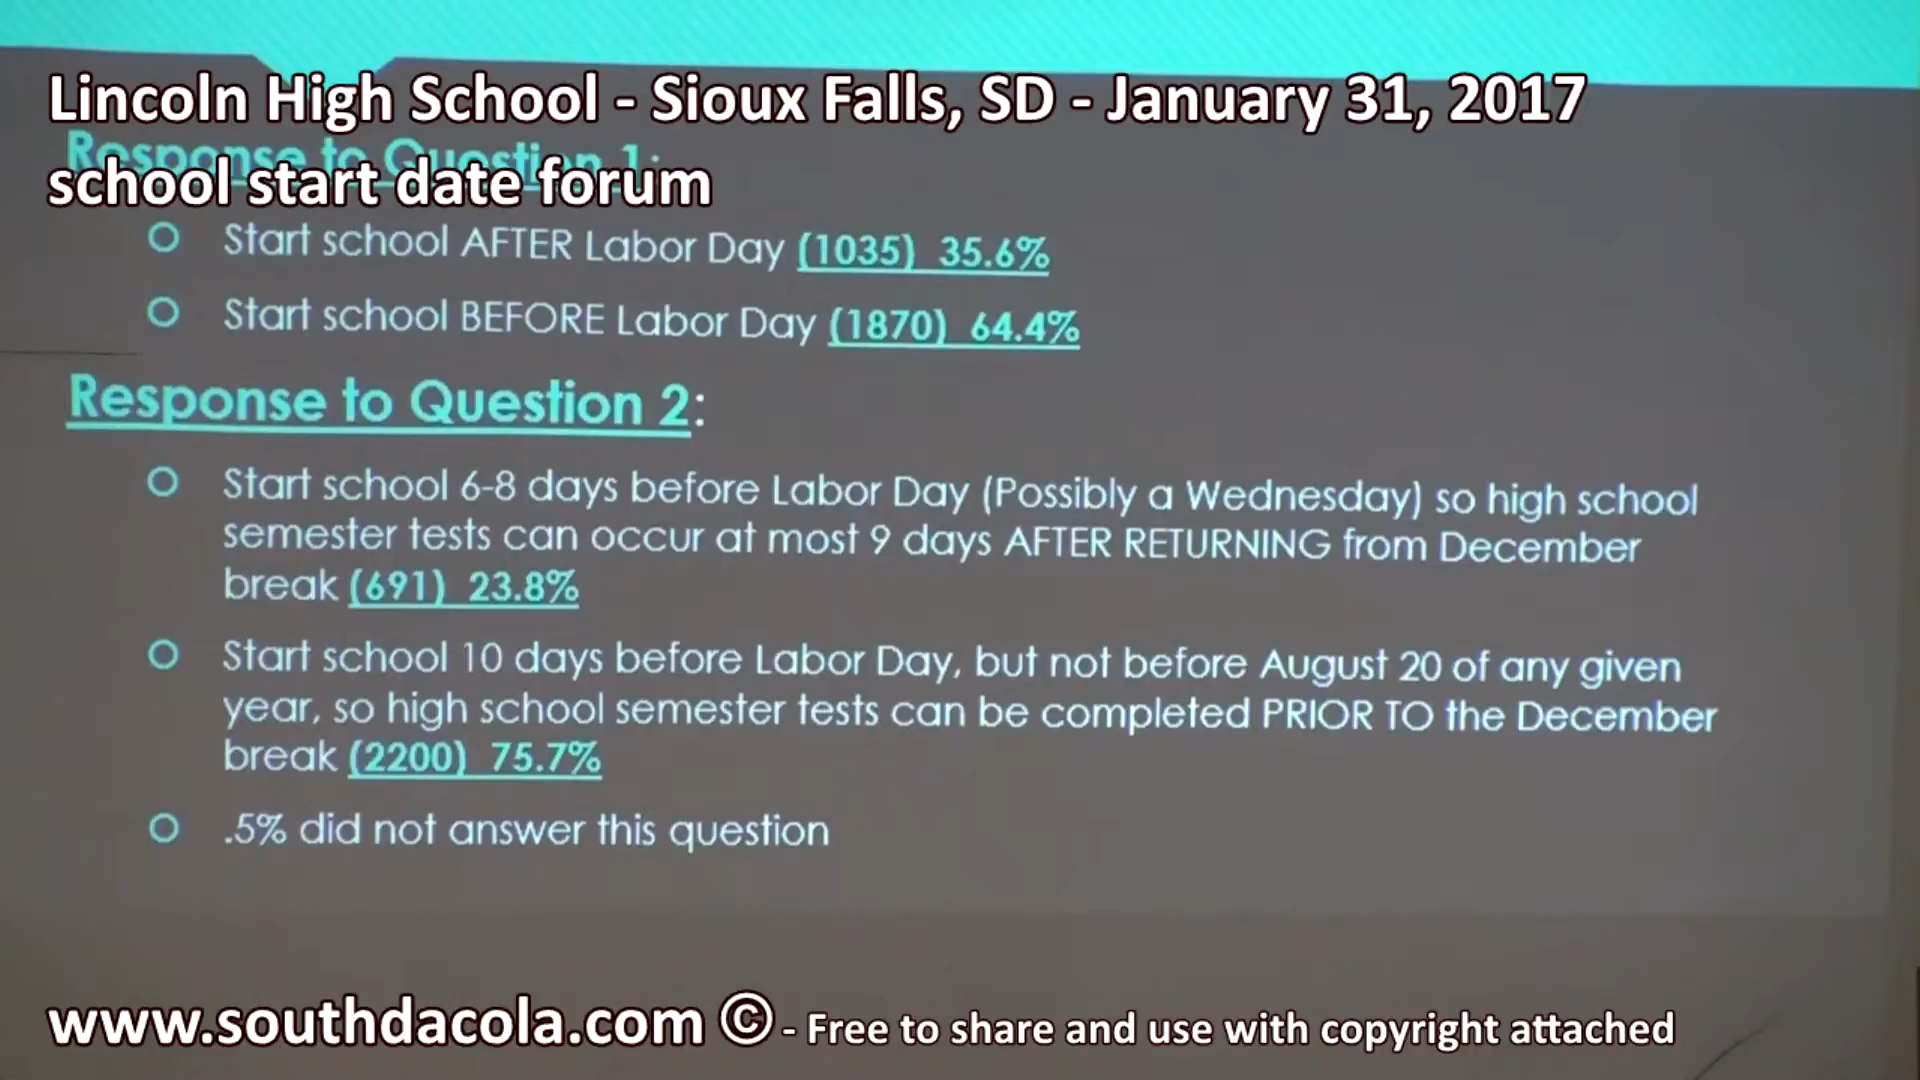 Lincoln High School - Sioux Falls, SD - January 31, 2017
Response to Question 1:
school start date forum
Start school AFTER Labor Day (1035) 35.6%
Start school BEFORE Labor Day (1870) 64.4%
Response to Question 2:
Start school 6-8 days before Labor Day (Possibly a Wednesday) so high school
semester tests can occur at most 9 days AFTER RETURNING from December
break (691) 23.8%
Start school 10 days before Labor Day, but not before August 20 of any given
year, so high school semester tests can be completed PRIOR TO the December
break (2200) 75.7%
.5% did not answer this question
www.southdacola.com © - Free to share and use with copyright attached